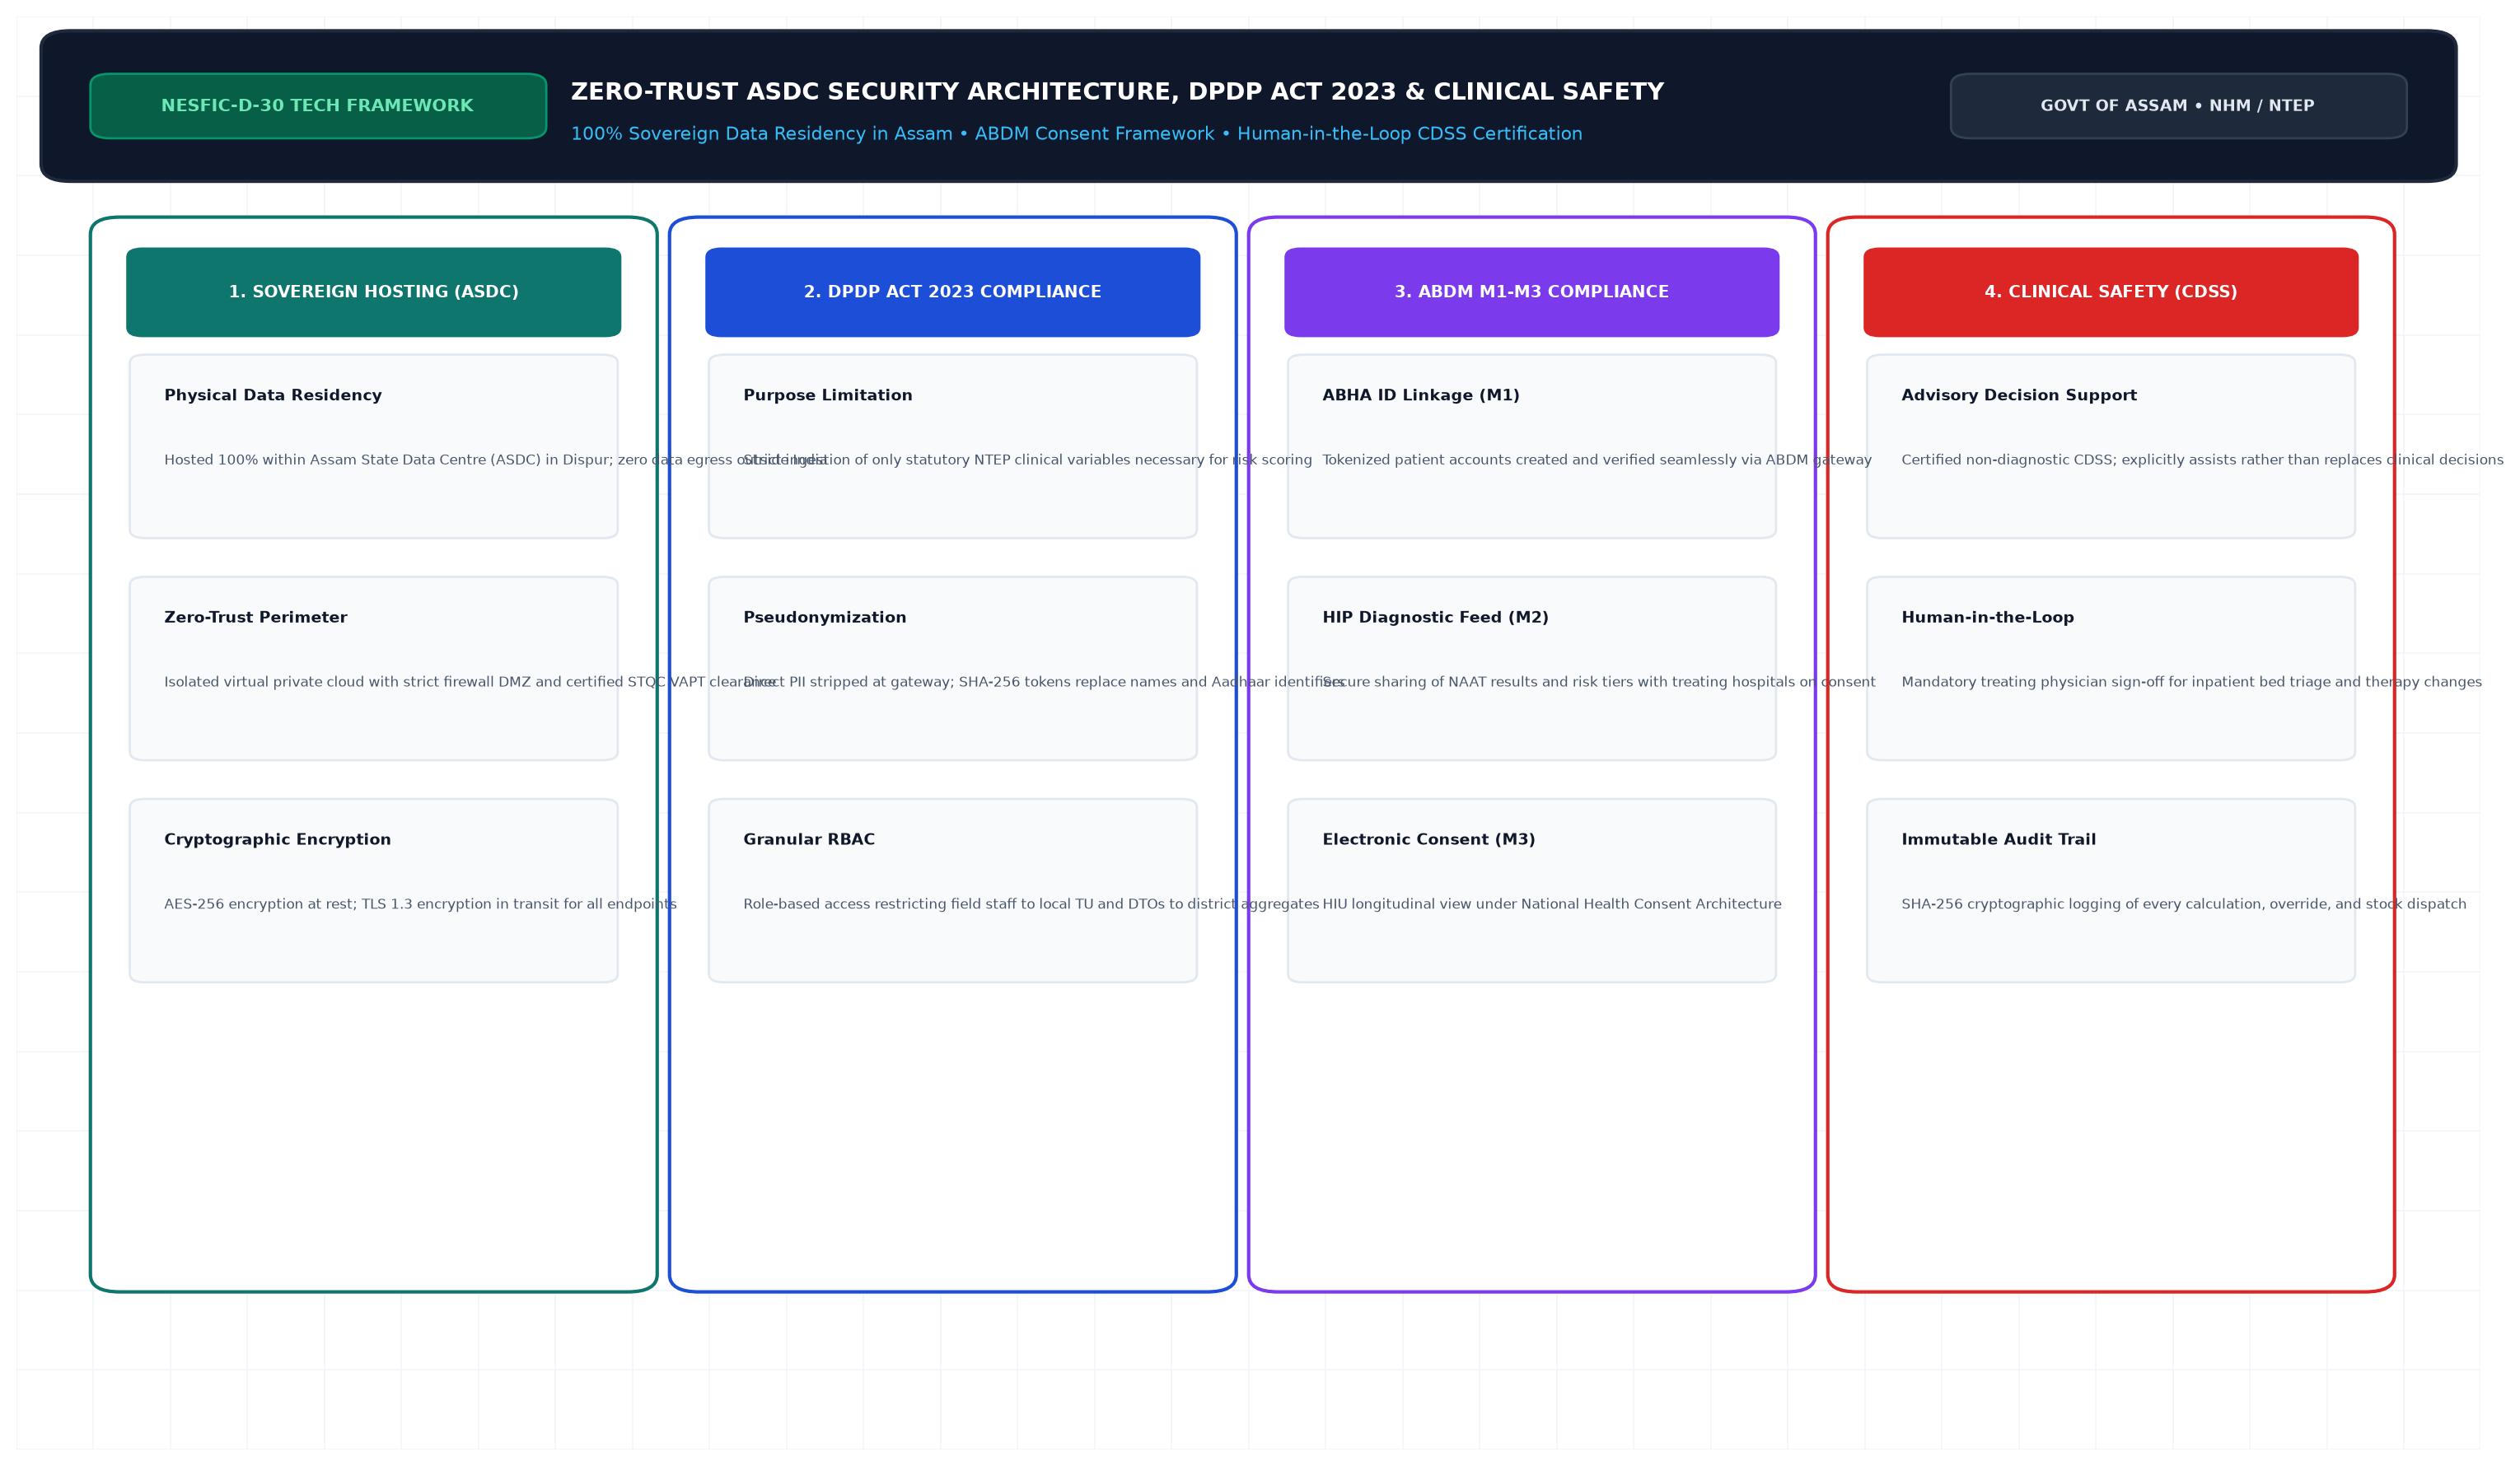 NESFIC-D-30 TECH FRAMEWORK
ZERO-TRUST ASDC SECURITY ARCHITECTURE, DPDP ACT 2023 & CLINICAL SAFETY
100% Sovereign Data Residency in Assam • ABDM Consent Framework • Human-in-the-Loop CDSS Certification
GOVT OF ASSAM • NHM / NTEP
1. SOVEREIGN HOSTING (ASDC)
Physical Data Residency
Hosted 100% within Assam State Data Centre (ASDC) in Dispur; zero data egress outside India
Zero-Trust Perimeter
Isolated virtual private cloud with strict firewall DMZ and certified STQC VAPT clearance
Cryptographic Encryption
AES-256 encryption at rest; TLS 1.3 encryption in transit for all endpoints
2. DPDP ACT 2023 COMPLIANCE
Purpose Limitation
Strict ingestion of only statutory NTEP clinical variables necessary for risk scoring
Pseudonymization
Direct PII stripped at gateway; SHA-256 tokens replace names and Aadhaar identifiers
Granular RBAC
Role-based access restricting field staff to local TU and DTOs to district aggregates
3. ABDM M1-M3 COMPLIANCE
ABHA ID Linkage (M1)
Tokenized patient accounts created and verified seamlessly via ABDM gateway
HIP Diagnostic Feed (M2)
Secure sharing of NAAT results and risk tiers with treating hospitals on consent
Electronic Consent (M3)
HIU longitudinal view under National Health Consent Architecture
4. CLINICAL SAFETY (CDSS)
Advisory Decision Support
Certified non-diagnostic CDSS; explicitly assists rather than replaces clinical decisions
Human-in-the-Loop
Mandatory treating physician sign-off for inpatient bed triage and therapy changes
Immutable Audit Trail
SHA-256 cryptographic logging of every calculation, override, and stock dispatch